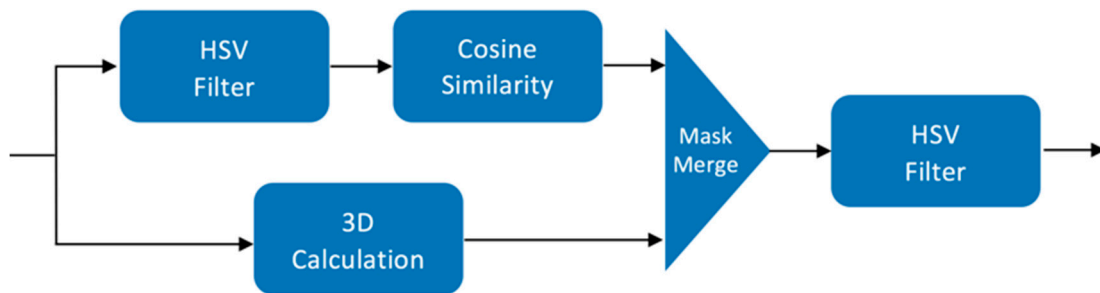 HSV
Filter
Cosine
Similarity
3D
Calculation
Mask
Merge
HSV
Filter